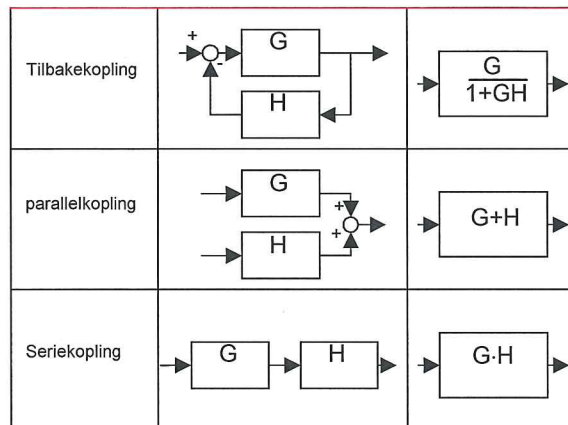 Tilbakekopling
+
-
G
H
G
1+GH
parallelkopling
G
H
+
+
G+H
Seriekopling
G
H
G·H